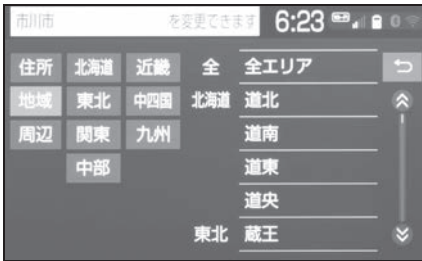 市川市 を変更できます 6:23
住所 北海道 近畿 全 全エリア
地域 東北 中四国 北海道 道北
周辺 関東 九州 道南
中部 道東
道央
東北 蔵王